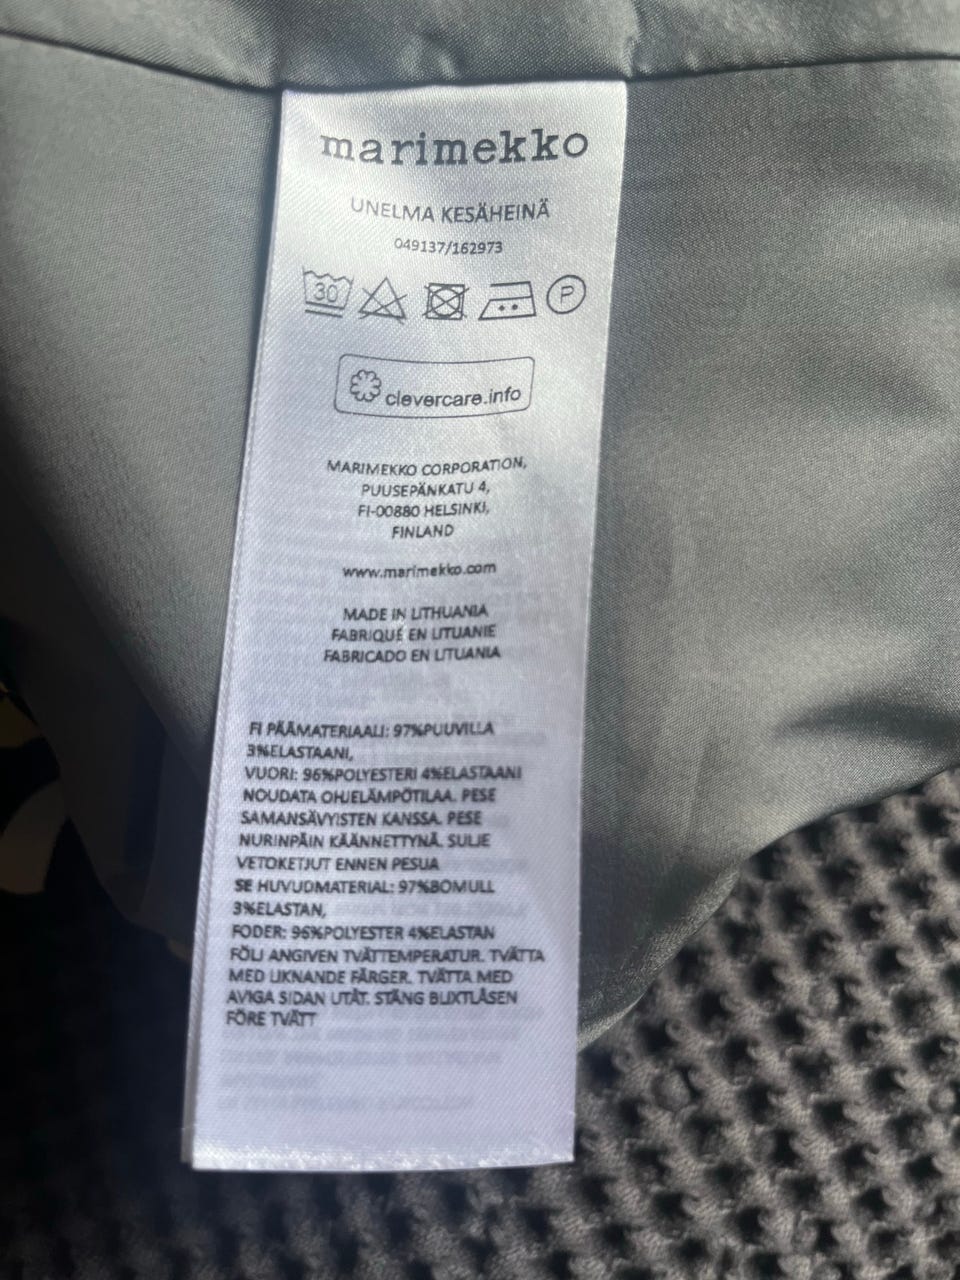 marimekko
UNELMA KESÄHEINÄ
049137/162973
30 P
clevercare.info
MARIMEKKO CORPORATION,
PUUSEPÄNKATU 4,
FI-00880 HELSINKI,
FINLAND
www.marimekko.com
MADE IN LITHUANIA
FABRIQUÉ EN LITUANIE
FABRICADO EN LITUANIA
FI PÄÄMATERIAALI: 97%PUUVILLA
3%ELASTAANI,
VUORI: 96%POLYESTERI 4%ELASTAANI
NOUDATA OHJELÄMPÖTILAA. PESE
SAMANSÄVYISTEN KANSSA. PESE
NURINPÄIN KÄÄNNETTYNÄ. SULJE
VETOKETJUT ENNEN PESUA
SE HUVUDMATERIAL: 97%BOMULL
3%ELASTAN,
FODER: 96%POLYESTER 4%ELASTAN
FÖLJ ANGIVEN TVÄTTEMPERATUR. TVÄTTA
MED LIKNANDE FÄRGER. TVÄTTA MED
AVIGA SIDAN UTÅT. STÄNG BLIXTLÅSEN
FÖRE TVÄTT